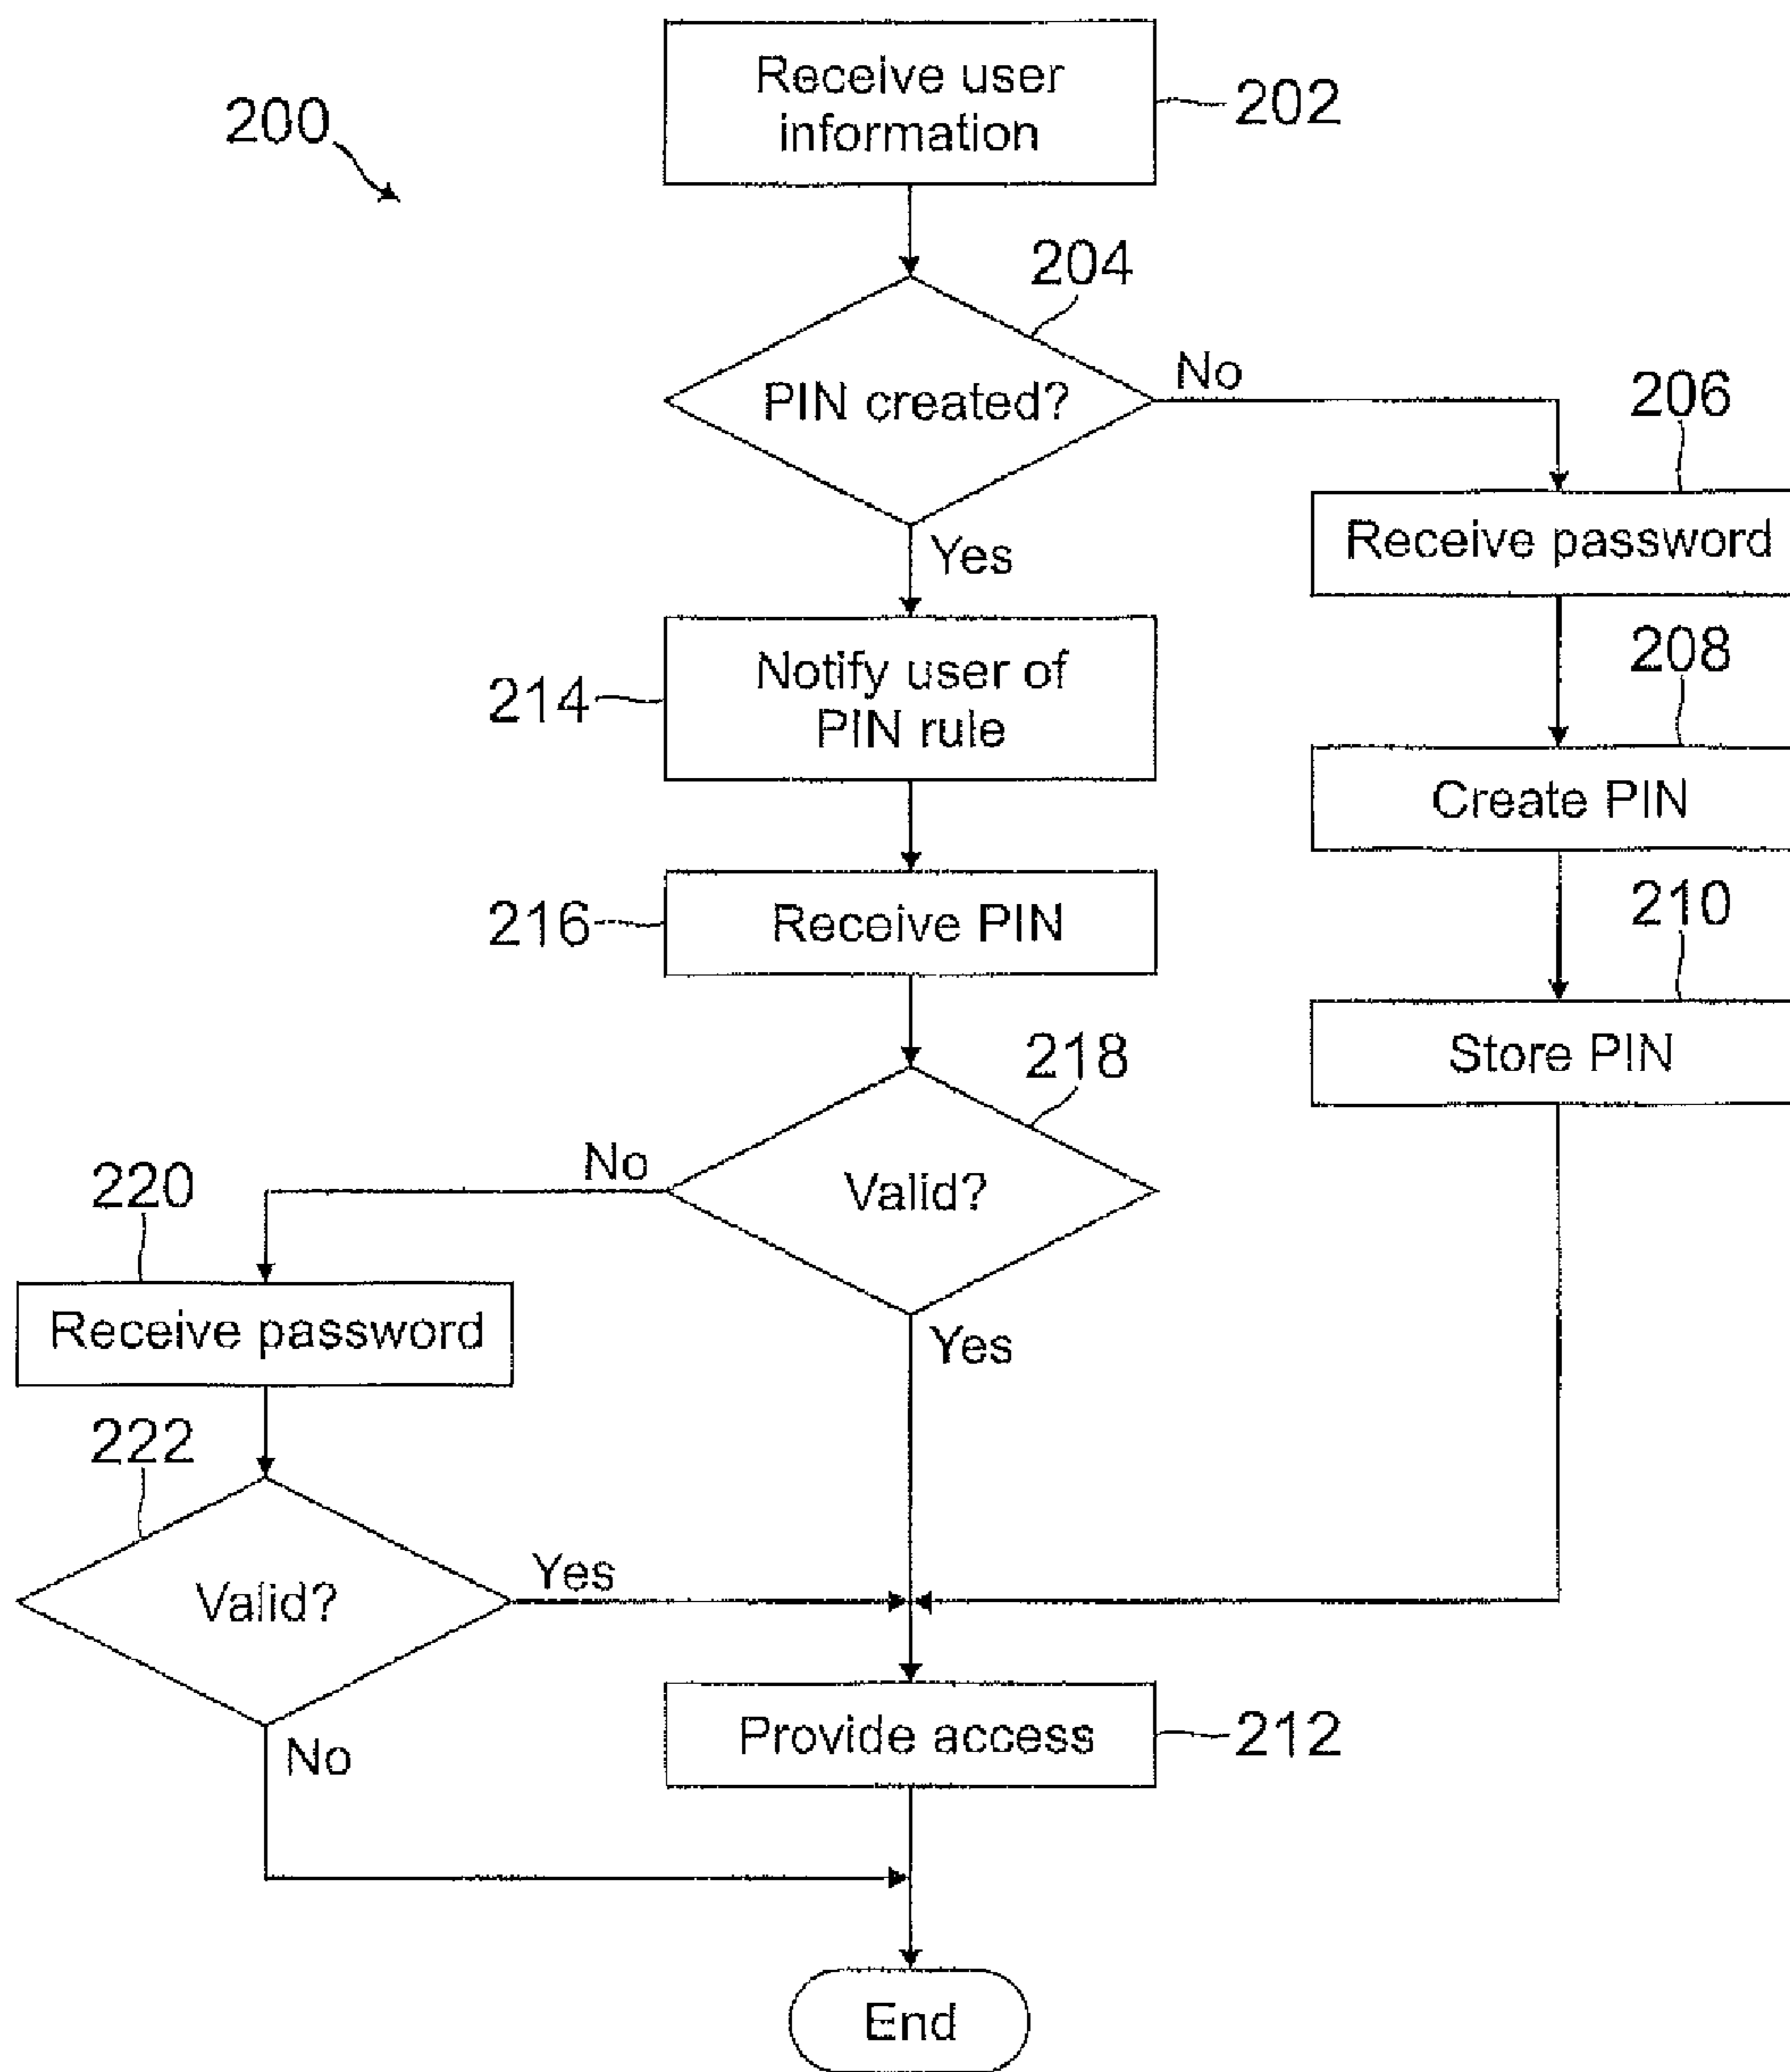 200
Receive user
information
202
204
PIN created?
No
206
Receive password
Yes
208
214
Notify user of
PIN rule
Create PIN
216
Receive PIN
210
Store PIN
218
No
Valid?
220
Receive password
Yes
222
Valid?
Yes
Provide access
212
No
End